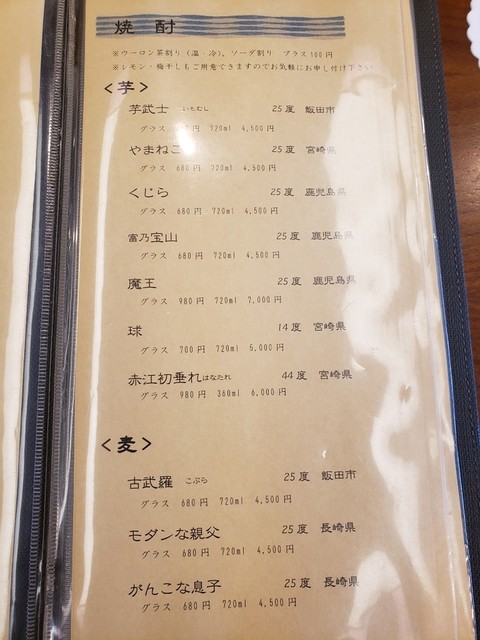 焼酎
※ウーロン茶割り（温・冷）、ソーダ割り プラス100円
※レモン・梅干しもご用意できますのでお気軽にお申し付け下さい
＜芋＞
芋武士 いもむし 25度 飯田市
グラス 円 720ml 4,500円
やまねこ 25度 宮崎県
グラス 680円 720ml 4,500円
くじら 25度 鹿児島県
グラス 680円 720ml 4,500円
富乃宝山 25度 鹿児島県
グラス 680円 720ml 4,500円
魔王 25度 鹿児島県
グラス 980円 720ml 7,000円
球 14度 宮崎県
グラス 700円 720ml 5,000円
赤江初垂れ はなたれ 44度 宮崎県
グラス 980円 360ml 6,000円
＜麦＞
古武羅 こぶら 25度 飯田市
グラス 680円 720ml 4,500円
モダンな親父 25度 長崎県
グラス 680円 720ml 4,500円
がんこな息子 25度 長崎県
グラス 680円 720ml 4,500円